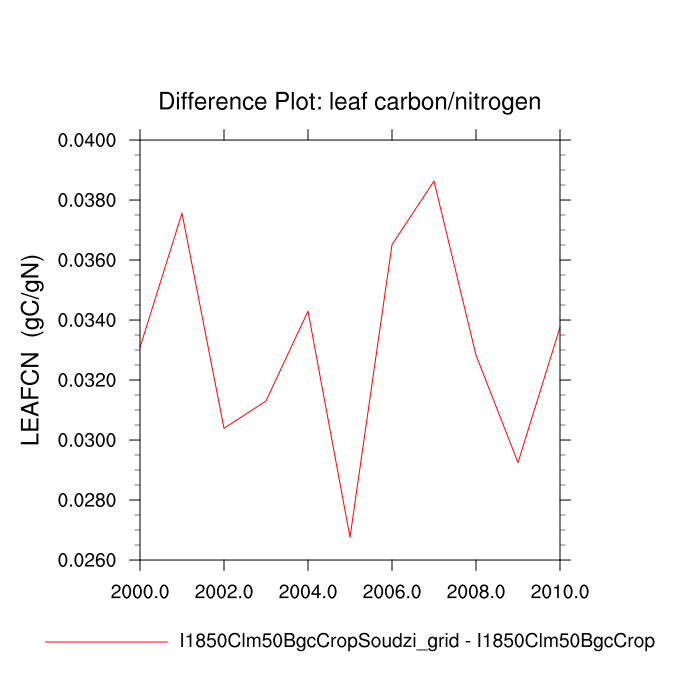 Difference Plot: leaf carbon/nitrogen
0.0400
0.0380
0.0360
0.0340
0.0320
0.0300
0.0280
0.0260
LEAFCN (gC/gN)
2000.0 2002.0 2004.0 2006.0 2008.0 2010.0
I1850Clm50BgcCropSoudzi_grid - I1850Clm50BgcCrop